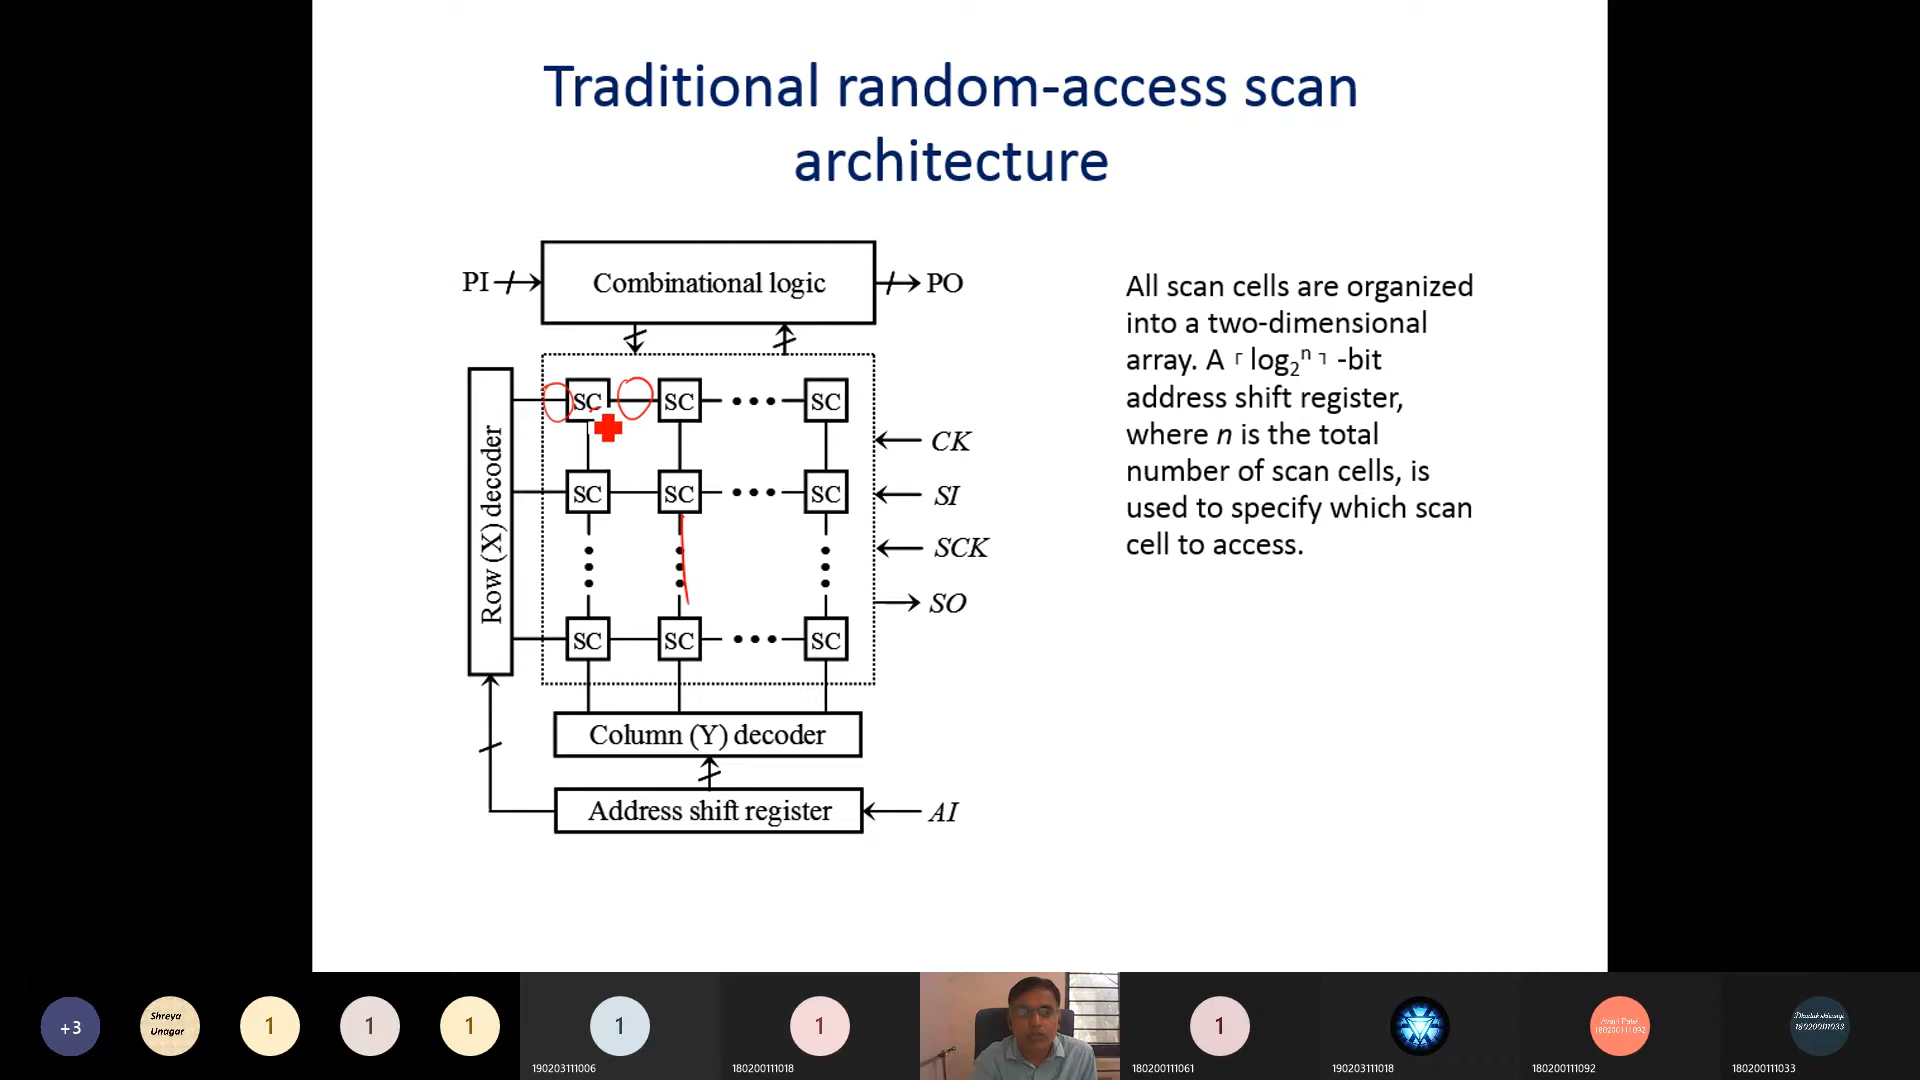 Traditional random-access scan
architecture
PI
Combinational logic
PO
All scan cells are organized
into a two-dimensional
array. A ⌈ log₂ⁿ ⌉ -bit
address shift register,
where n is the total
number of scan cells, is
used to specify which scan
cell to access.
Row (X) decoder
SC SC ••• SC
CK
SC SC ••• SC
SI
SCK
SO
SC SC ••• SC
Column (Y) decoder
Address shift register
AI
+3
Shreya
Unagar
1
1
1
1
190203111006
1
180200111018
1
180200111061
190203111018
180200111092
180200111092
180200111033
180200111033